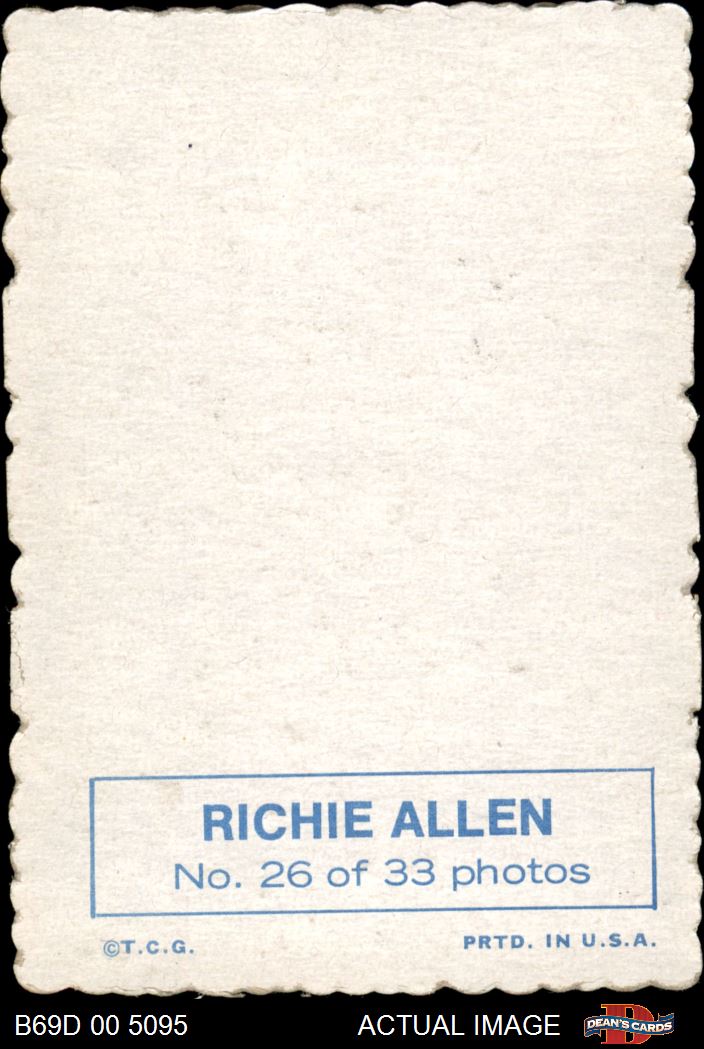 RICHIE ALLEN
No. 26 of 33 photos
©T.C.G. PRTD. IN U.S.A.
B69D 00 5095 ACTUAL IMAGE D DEAN'S CARDS